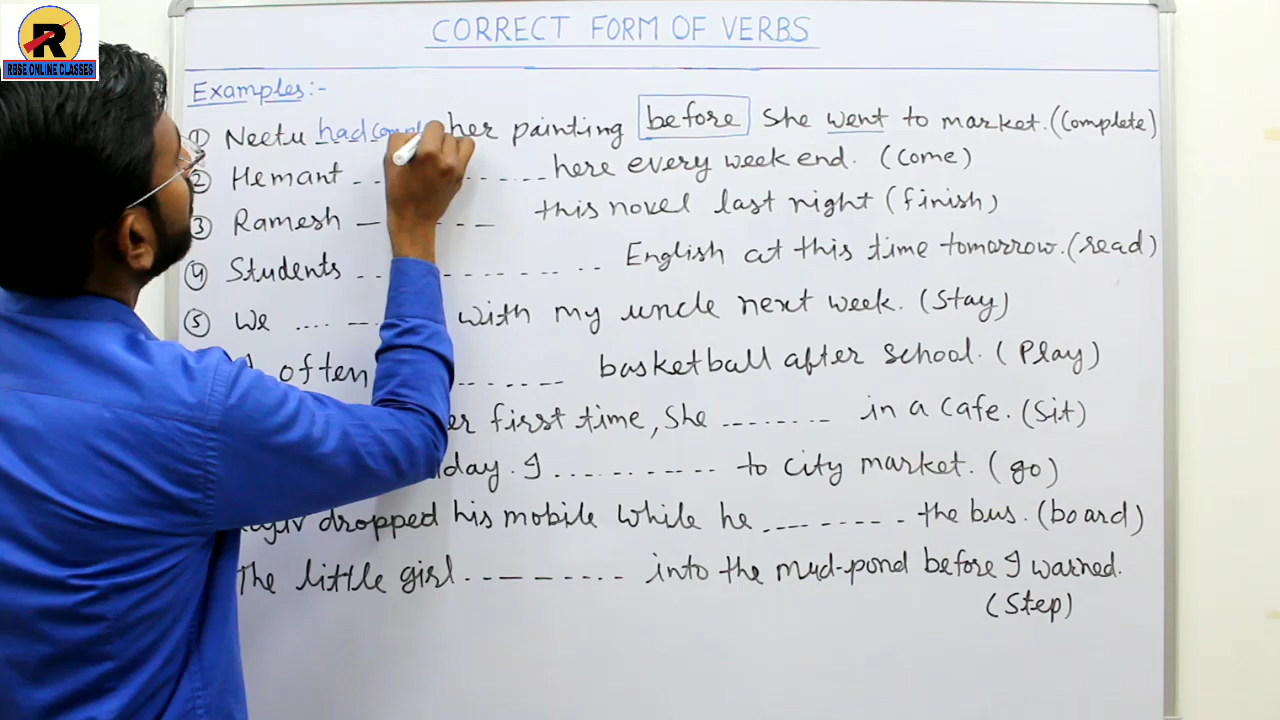 R
RBSE ONLINE CLASSES
CORRECT FORM OF VERBS
Examples:-
① Neetu had comple her painting before she went to market. (Complete)
② Hemant - - - - - - - here every week end. (come)
③ Ramesh - - - - this novel last night (finish)
④ Students - - - - - - - - - English at this time tomorrow. (read)
⑤ We .... - - with my uncle next week. (Stay)
often - - - - - basketball after school. (Play)
first time, she - - - - - - - - in a cafe. (Sit)
day. I - - - - - - - - - to city market. (go)
dropped his mobile while he - - - - - - - - the bus. (board)
The little girl - - - - - - - - - into the mud-pond before I warned.
(Step)